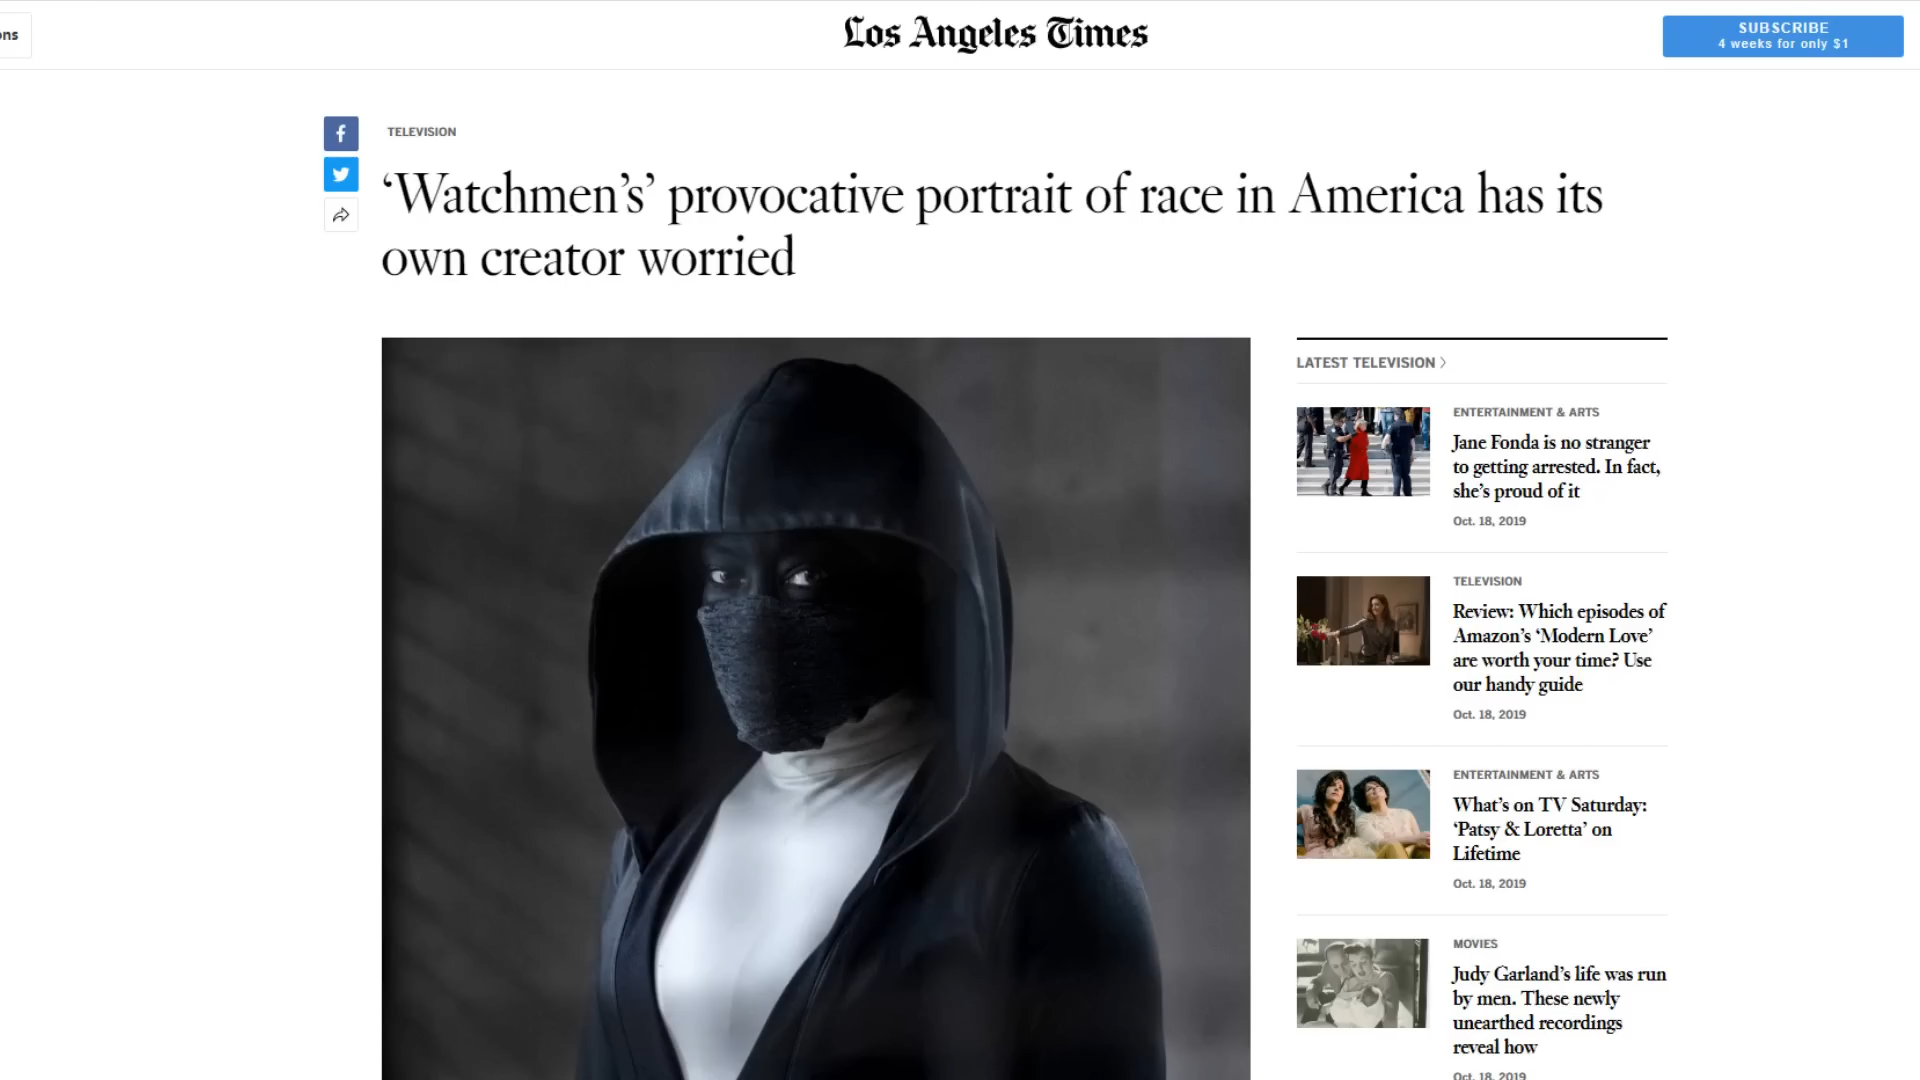 ons
Los Angeles Times
SUBSCRIBE
4 weeks for only $1
f
TELEVISION
‘Watchmen’s’ provocative portrait of race in America has its
own creator worried
LATEST TELEVISION
ENTERTAINMENT & ARTS
Jane Fonda is no stranger
to getting arrested. In fact,
she’s proud of it
Oct. 18, 2019
TELEVISION
Review: Which episodes of
Amazon’s ‘Modern Love’
are worth your time? Use
our handy guide
Oct. 18, 2019
ENTERTAINMENT & ARTS
What’s on TV Saturday:
‘Patsy & Loretta’ on
Lifetime
Oct. 18, 2019
MOVIES
Judy Garland’s life was run
by men. These newly
unearthed recordings
reveal how
Oct. 18, 2019